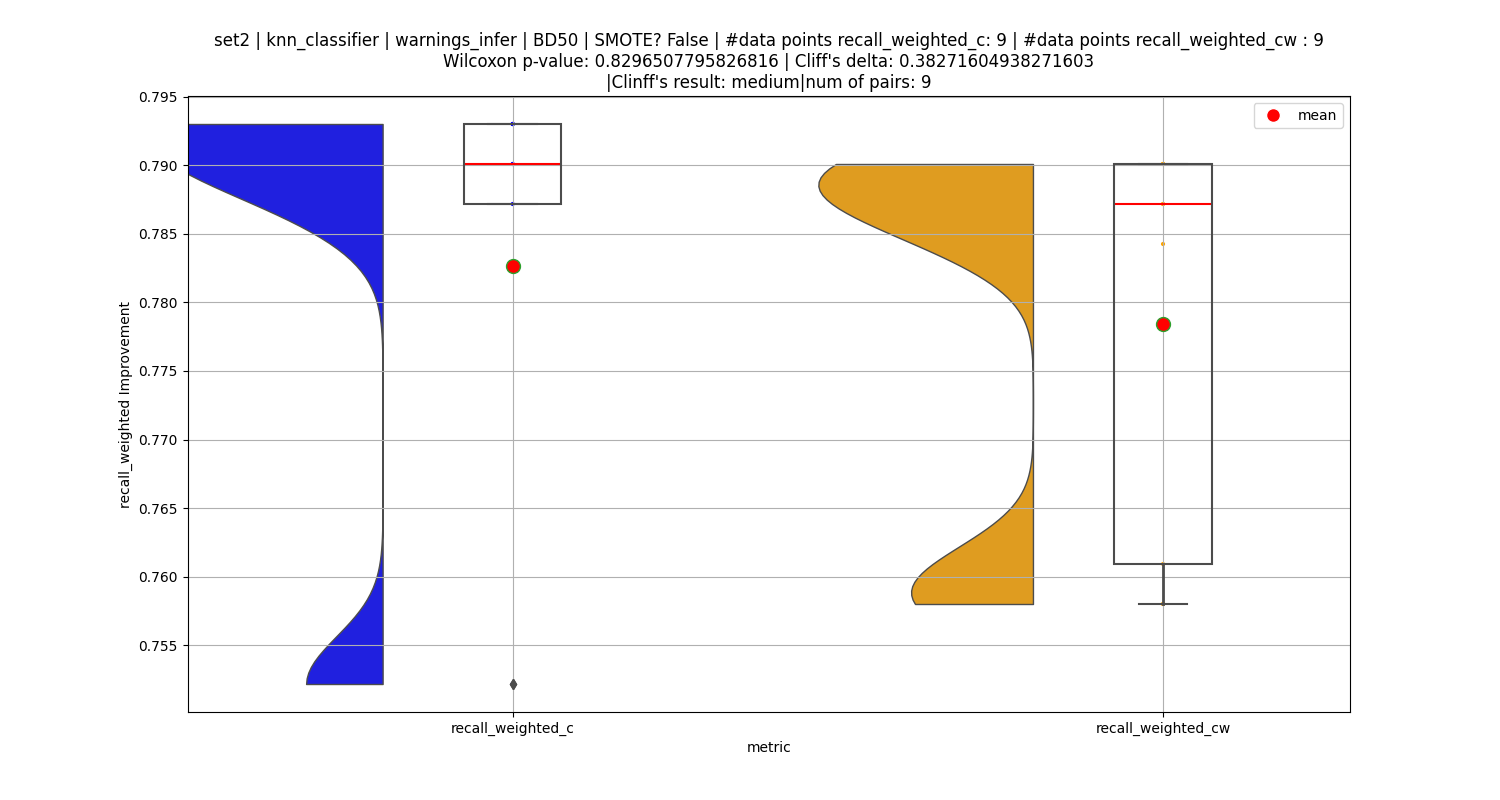 set2 | knn_classifier | warnings_infer | BD50 | SMOTE? False | #data points recall_weighted_c: 9 | #data points recall_weighted_cw : 9
Wilcoxon p-value: 0.8296507795826816 | Cliff's delta: 0.38271604938271603
|Clinff's result: medium|num of pairs: 9
mean
0.795
0.790
0.785
0.780
0.775
0.770
0.765
0.760
0.755
recall_weighted Improvement
recall_weighted_c
recall_weighted_cw
metric